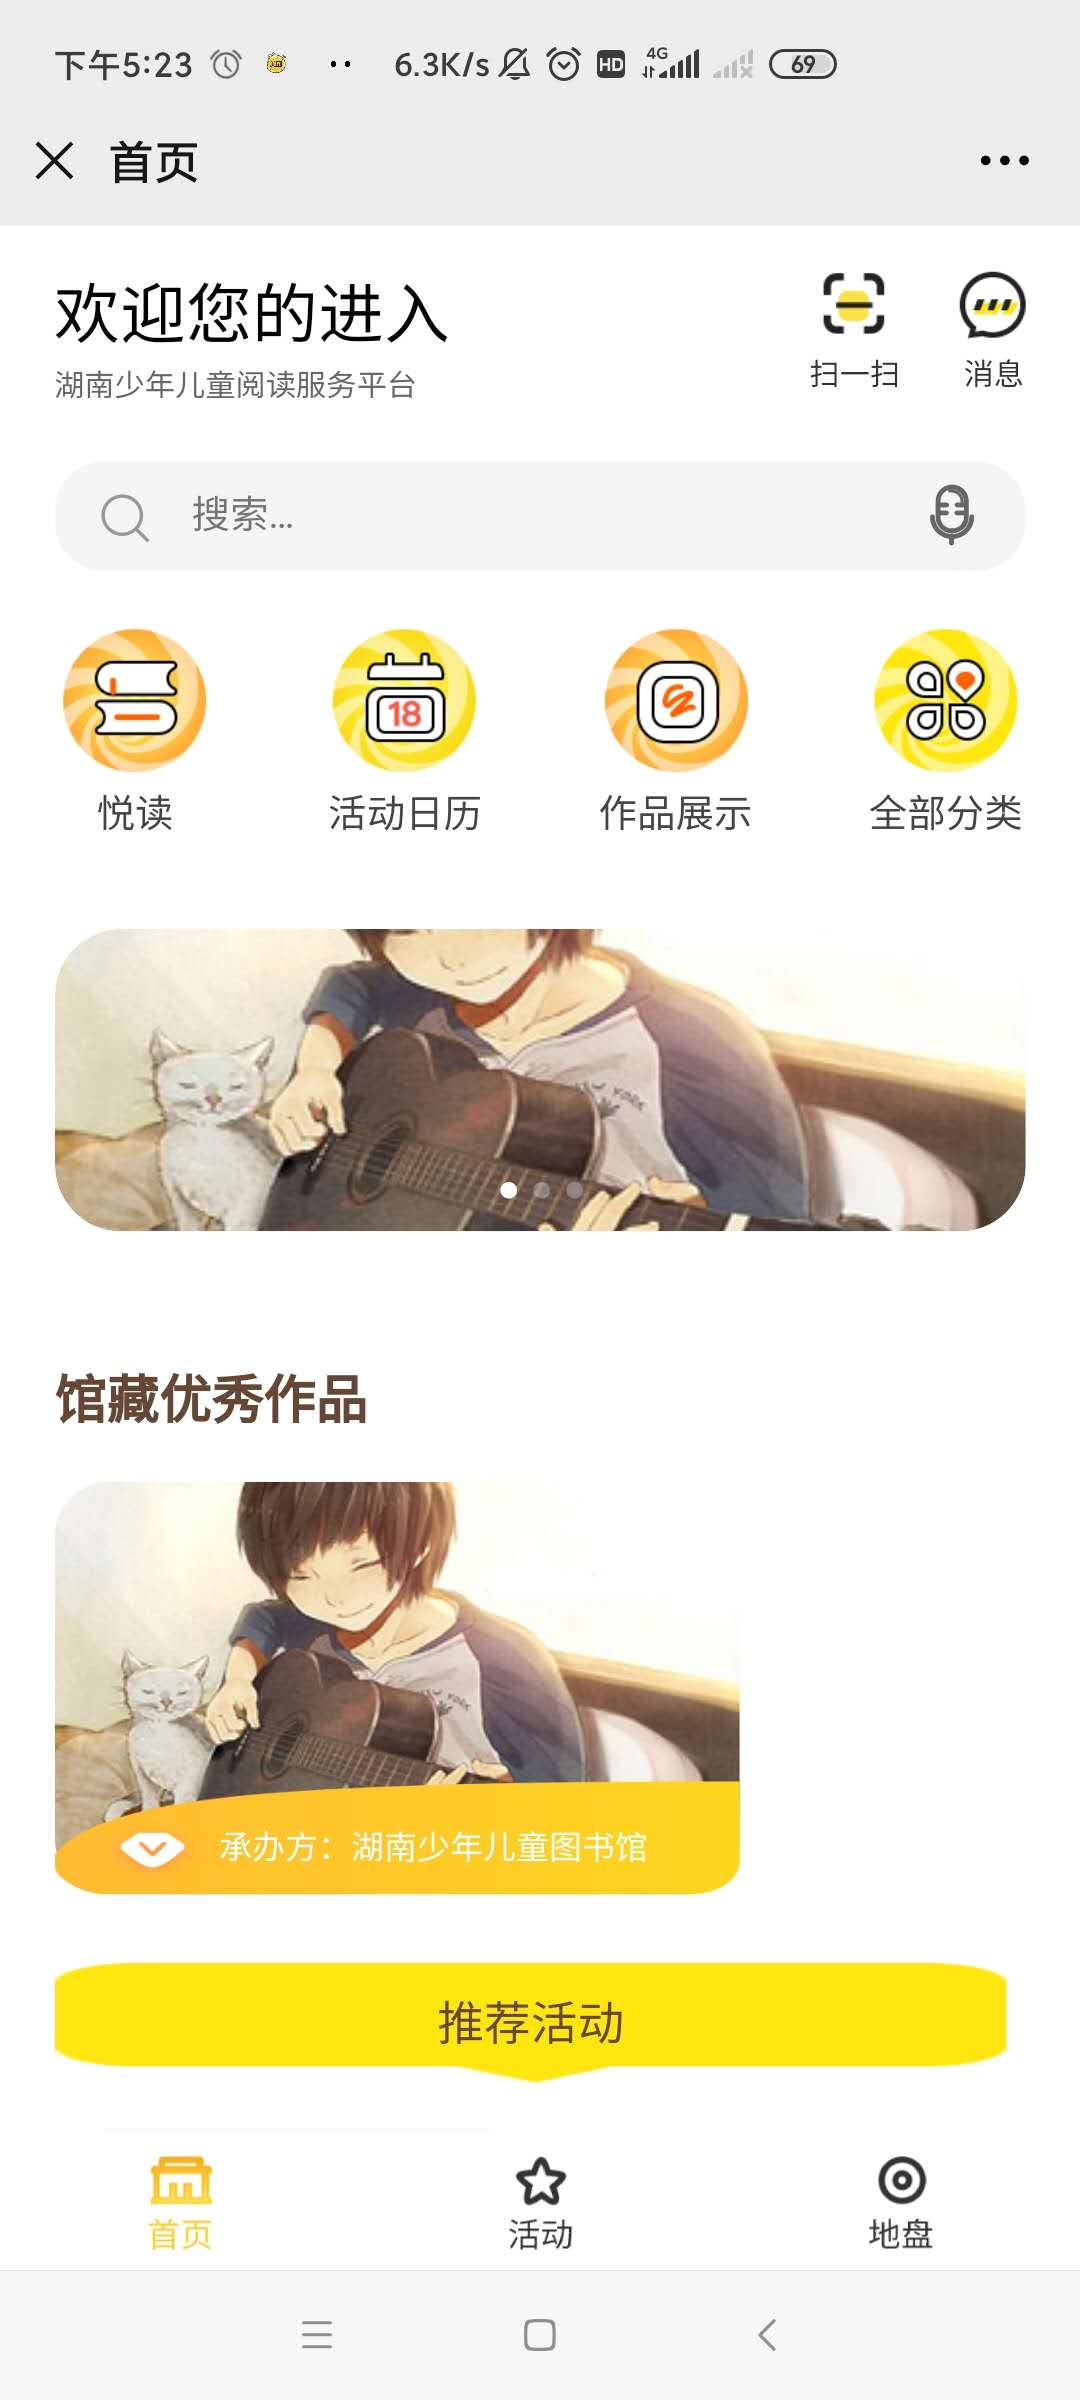 下午5:23 6.3K/s HD 4G 69
首页
欢迎您的进入
湖南少年儿童阅读服务平台
扫一扫 消息
搜索...
18
悦读 活动日历 作品展示 全部分类
YORK
馆藏优秀作品
YORK
承办方：湖南少年儿童图书馆
推荐活动
首页 活动 地盘